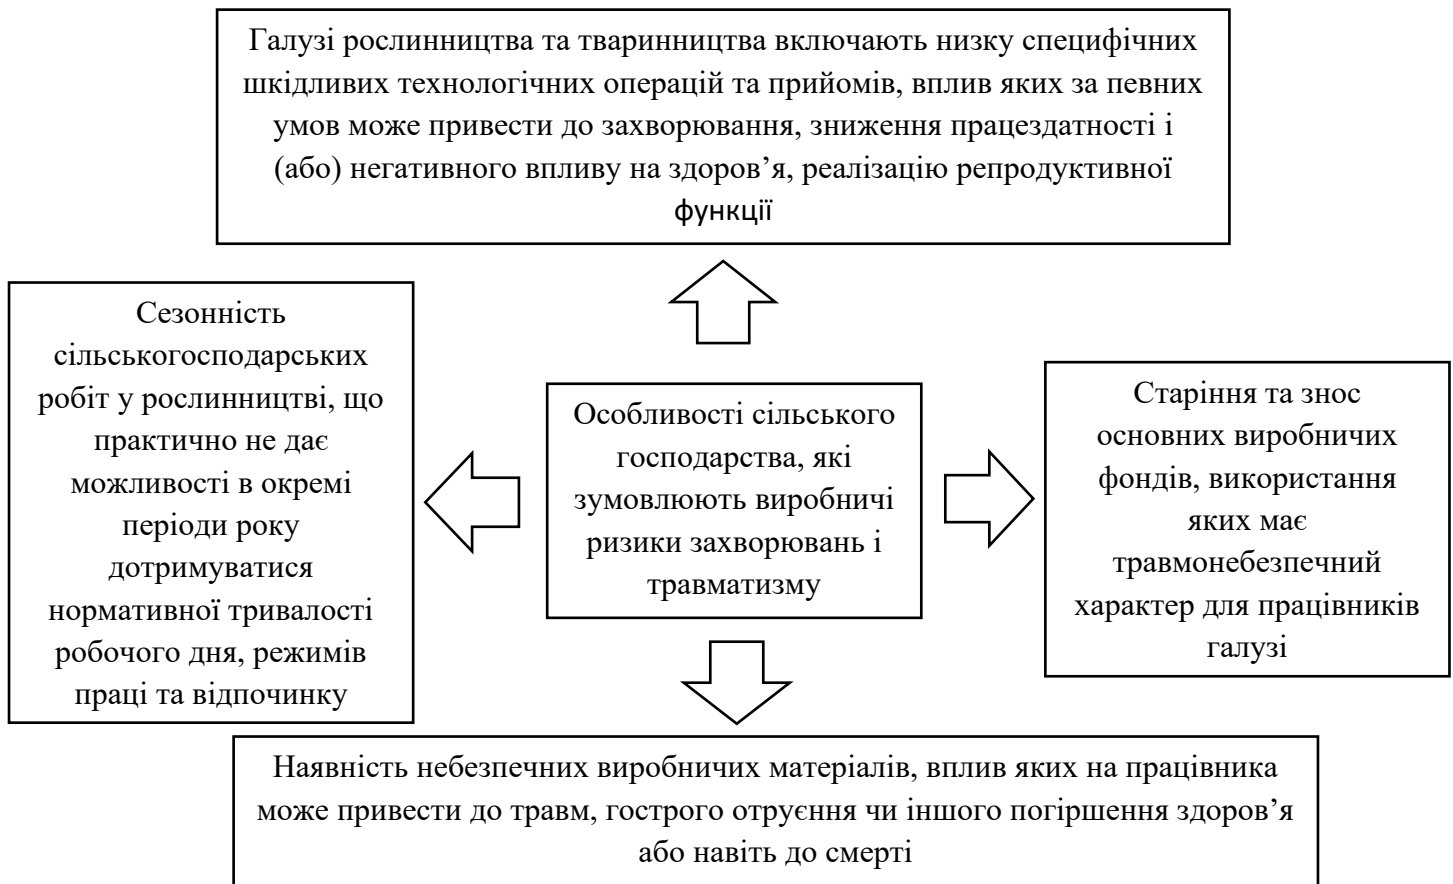 Галузі рослинництва та тваринництва включають низку специфічних
шкідливих технологічних операцій та прийомів, вплив яких за певних
умов може привести до захворювання, зниження працездатності і
(або) негативного впливу на здоров’я, реалізацію репродуктивної
функції
Сезонність
сільськогосподарських
робіт у рослинництві, що
практично не дає
можливості в окремі
періоди року
дотримуватися
нормативної тривалості
робочого дня, режимів
праці та відпочинку
Особливості сільського
господарства, які
зумовлюють виробничі
ризики захворювань і
травматизму
Старіння та знос
основних виробничих
фондів, використання
яких має
травмонебезпечний
характер для працівників
галузі
Наявність небезпечних виробничих матеріалів, вплив яких на працівника
може привести до травм, гострого отруєння чи іншого погіршення здоров’я
або навіть до смерті